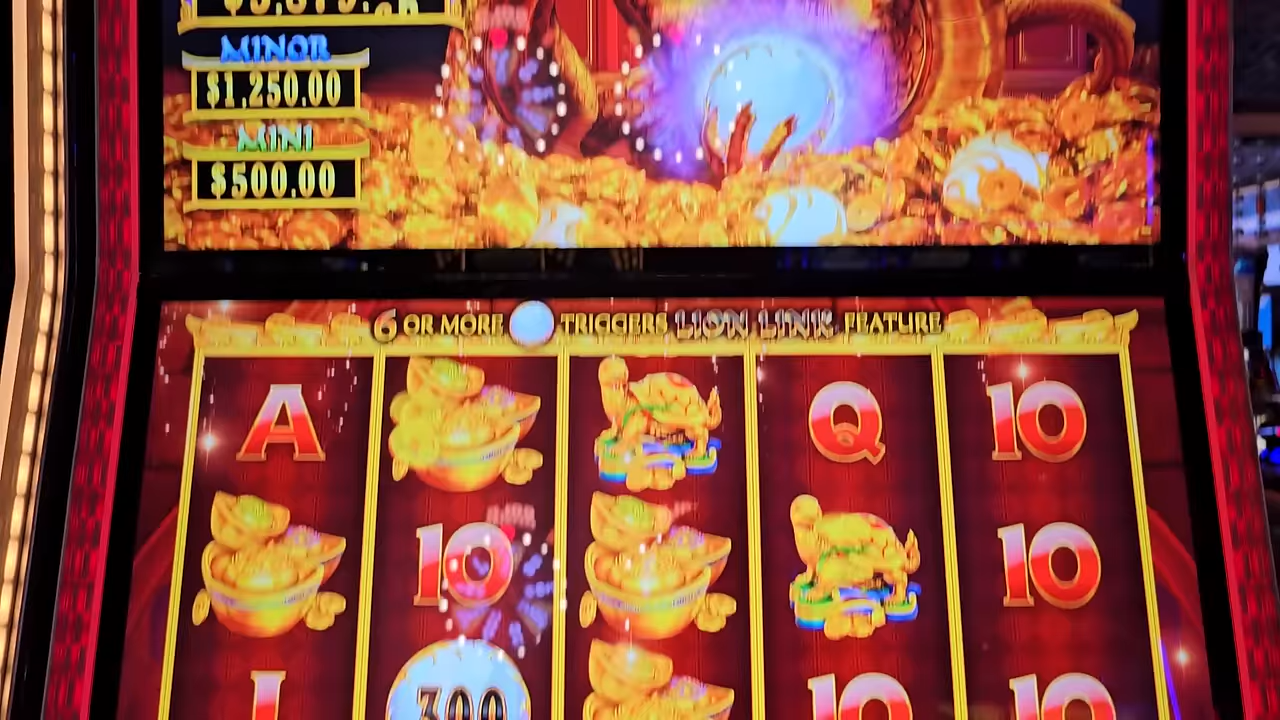 MINOR
$1,250.00
MINI
$500.00
6 OR MORE TRIGGERS LION LINK FEATURE
A Q 10
10 10
J 300 10 10